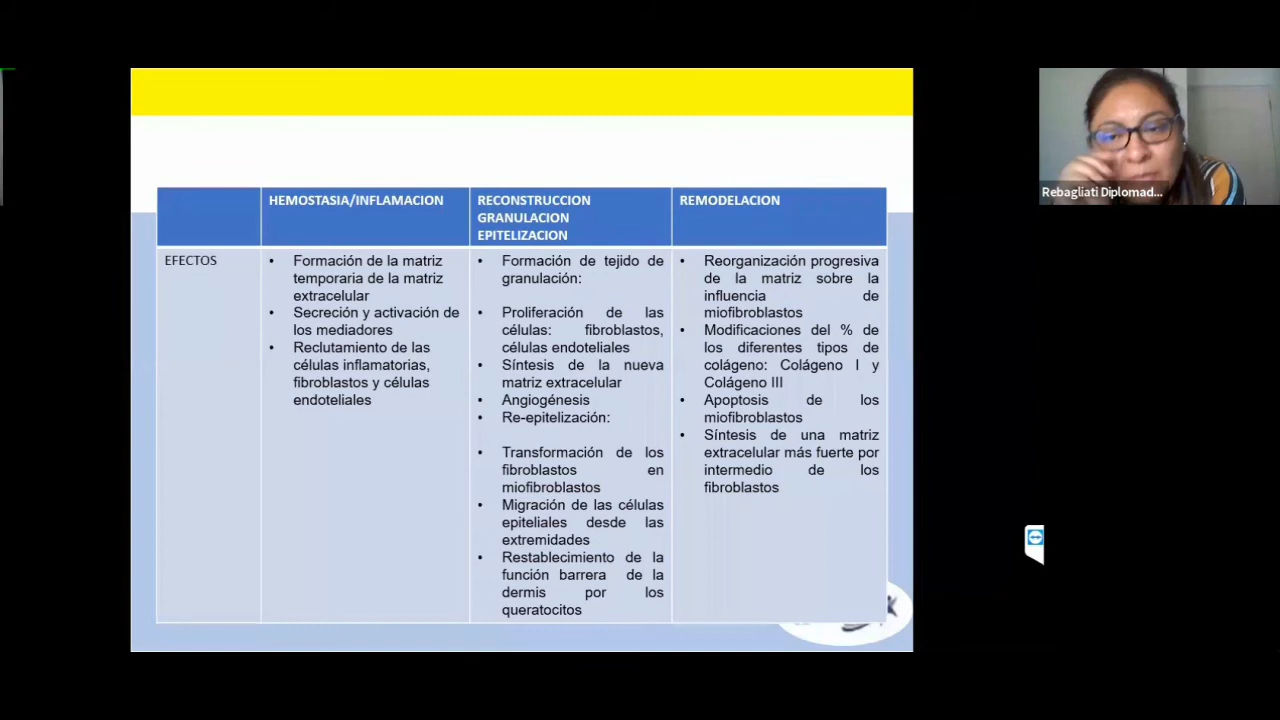 HEMOSTASIA/INFLAMACION
RECONSTRUCCION
GRANULACION
EPITELIZACION
REMODELACION
EFECTOS
• Formación de la matriz
temporaria de la matriz
extracelular
• Secreción y activación de
los mediadores
• Reclutamiento de las
células inflamatorias,
fibroblastos y células
endoteliales
• Formación de tejido de
granulación:
• Proliferación de las
células: fibroblastos,
células endoteliales
• Síntesis de la nueva
matriz extracelular
• Angiogénesis
• Re-epitelización:
• Transformación de los
fibroblastos en
miofibroblastos
• Migración de las células
epiteliales desde las
extremidades
• Restablecimiento de la
función barrera de la
dermis por los
queratocitos
• Reorganización progresiva
de la matriz sobre la
influencia de
miofibroblastos
• Modificaciones del % de
los diferentes tipos de
colágeno: Colágeno I y
Colágeno III
• Apoptosis de los
miofibroblastos
• Síntesis de una matriz
extracelular más fuerte por
intermedio de los
fibroblastos
Rebagliati Diplomad...